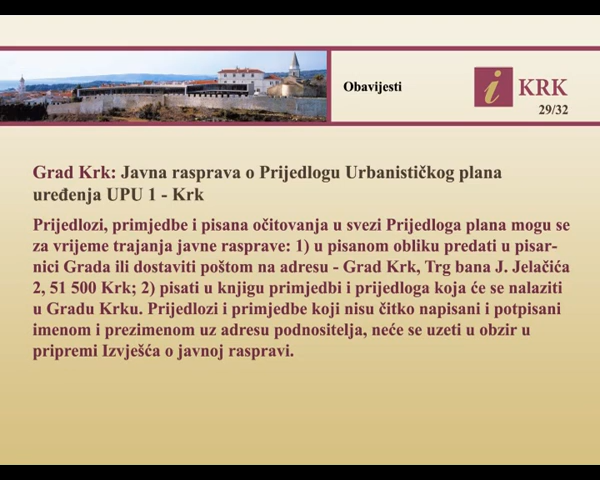 Obavijesti
i KRK
29/32
Grad Krk: Javna rasprava o Prijedlogu Urbanističkog plana
uređenja UPU 1 - Krk
Prijedlozi, primjedbe i pisana očitovanja u svezi Prijedloga plana mogu se
za vrijeme trajanja javne rasprave: 1) u pisanom obliku predati u pisar-
nici Grada ili dostaviti poštom na adresu - Grad Krk, Trg bana J. Jelačića
2, 51 500 Krk; 2) pisati u knjigu primjedbi i prijedloga koja će se nalaziti
u Gradu Krku. Prijedlozi i primjedbe koji nisu čitko napisani i potpisani
imenom i prezimenom uz adresu podnositelja, neće se uzeti u obzir u
pripremi Izvješća o javnoj raspravi.